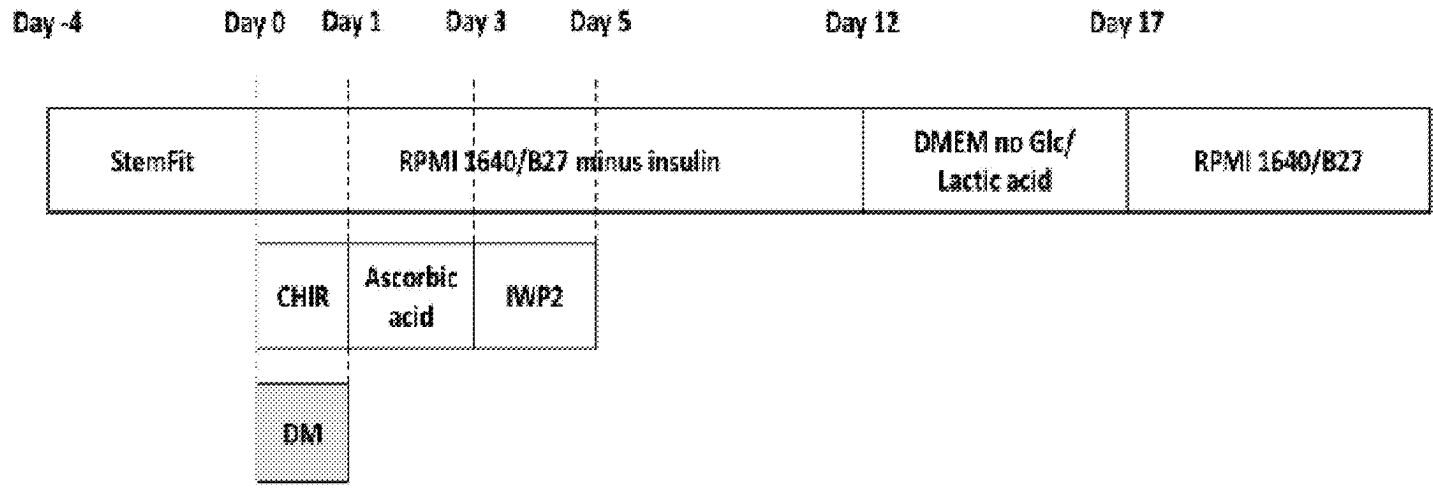 Day -4 Day 0 Day 1 Day 3 Day 5 Day 12 Day 17
StemFit
RPMI 1640/B27 minus insulin
DMEM no Glc/
Lactic acid
RPMI 1640/B27
CHIR
Ascorbic
acid
IWP2
DM